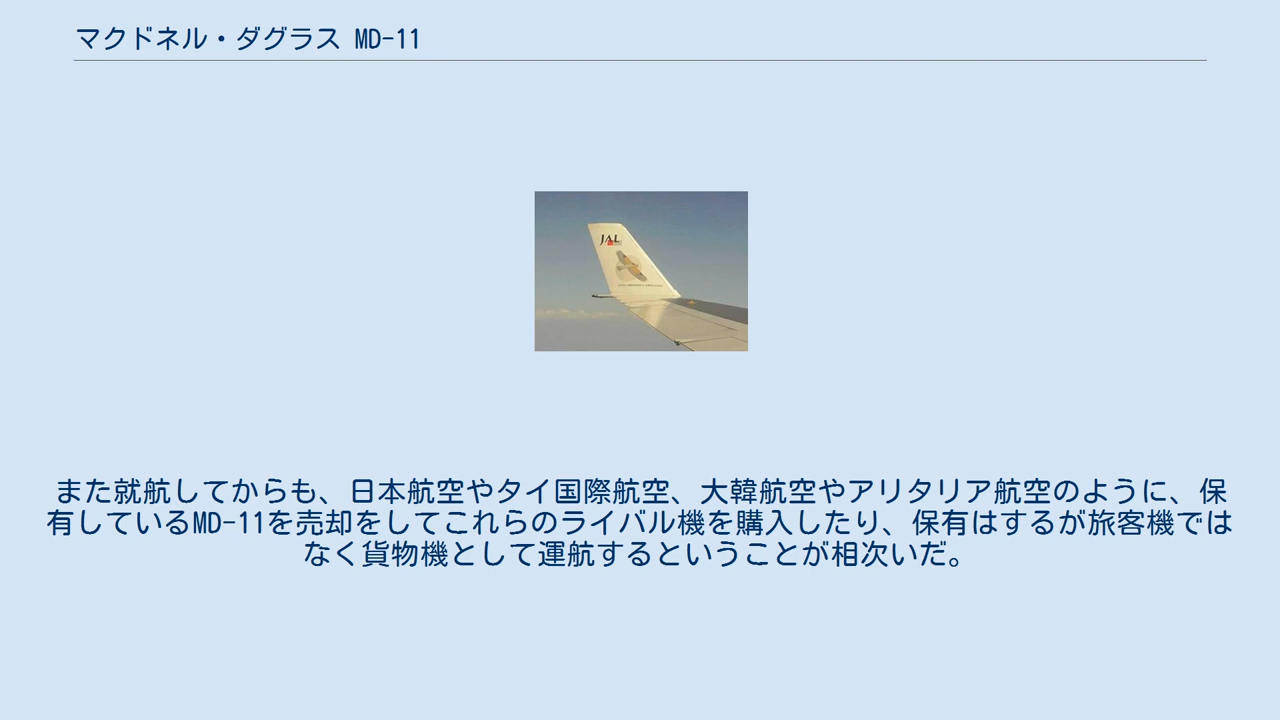 マクドネル・ダグラス MD-11
JAL
また就航してからも、日本航空やタイ国際航空、大韓航空やアリタリア航空のように、保
有しているMD-11を売却をしてこれらのライバル機を購入したり、保有はするが旅客機では
なく貨物機として運航するということが相次いだ。